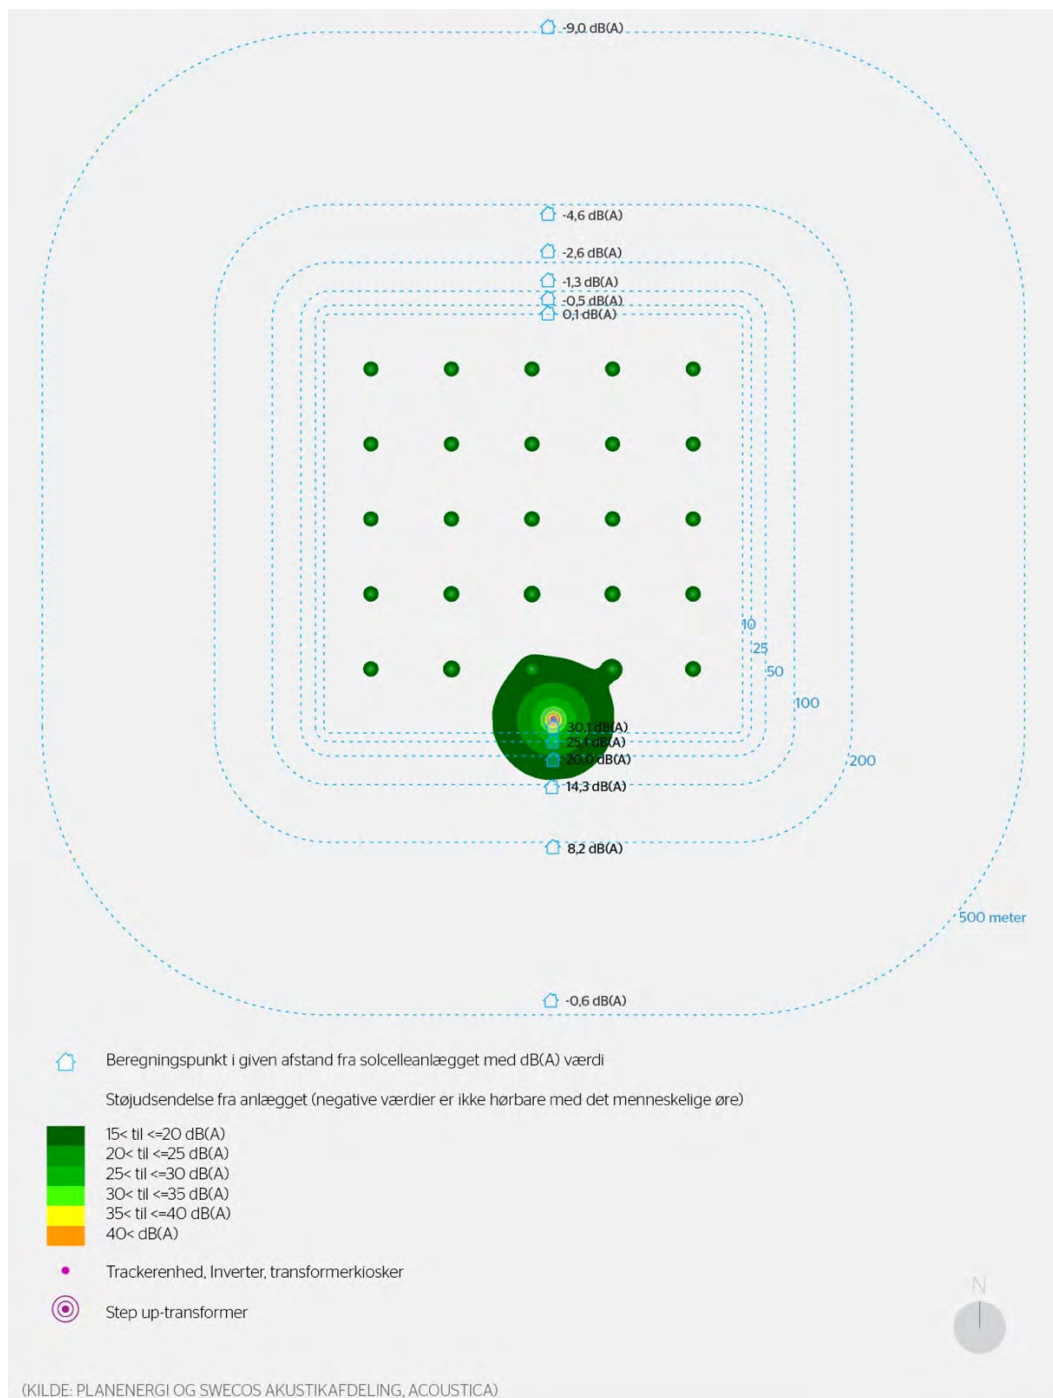 -9,0 dB(A)
-4,6 dB(A)
-2,6 dB(A)
-1,3 dB(A)
-0,5 dB(A)
0,1 dB(A)
10
25
50
100
200
30,1 dB(A)
25,1 dB(A)
20,0 dB(A)
14,3 dB(A)
8,2 dB(A)
500 meter
-0,6 dB(A)
Beregningspunkt i given afstand fra solcelleanlægget med dB(A) værdi
Støjudsendelse fra anlægget (negative værdier er ikke hørbare med det menneskelige øre)
15< til <=20 dB(A)
20< til <=25 dB(A)
25< til <=30 dB(A)
30< til <=35 dB(A)
35< til <=40 dB(A)
40< dB(A)
Trackerenhed, Inverter, transformerkiosker
Step up-transformer
N
(KILDE: PLANENERGI OG SWECOS AKUSTIKAFDELING, ACOUSTICA)